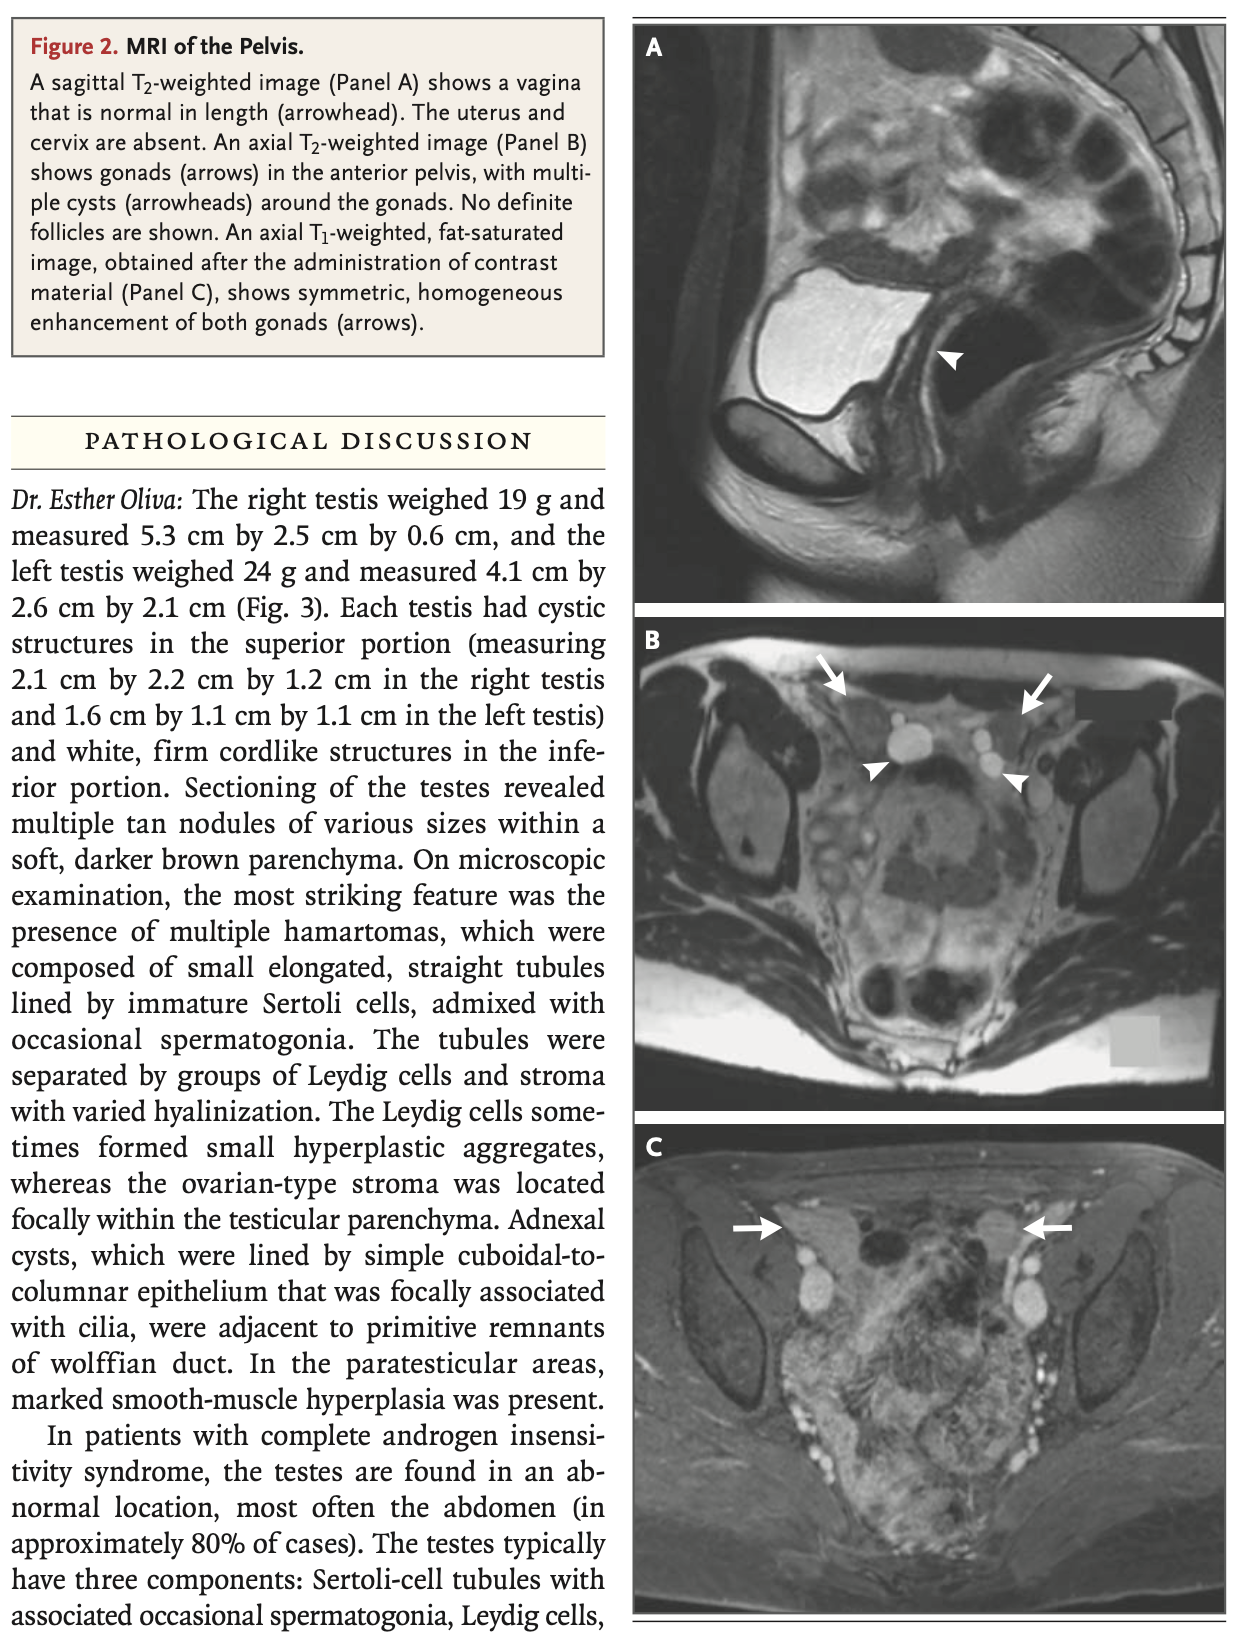 Figure 2. MRI of the Pelvis.
A sagittal T2-weighted image (Panel A) shows a vagina
that is normal in length (arrowhead). The uterus and
cervix are absent. An axial T2-weighted image (Panel B)
shows gonads (arrows) in the anterior pelvis, with multi-
ple cysts (arrowheads) around the gonads. No definite
follicles are shown. An axial T1-weighted, fat-saturated
image, obtained after the administration of contrast
material (Panel C), shows symmetric, homogeneous
enhancement of both gonads (arrows).
PATHOLOGICAL DISCUSSION
Dr. Esther Oliva: The right testis weighed 19 g and
measured 5.3 cm by 2.5 cm by 0.6 cm, and the
left testis weighed 24 g and measured 4.1 cm by
2.6 cm by 2.1 cm (Fig. 3). Each testis had cystic
structures in the superior portion (measuring
2.1 cm by 2.2 cm by 1.2 cm in the right testis
and 1.6 cm by 1.1 cm by 1.1 cm in the left testis)
and white, firm cordlike structures in the infe-
rior portion. Sectioning of the testes revealed
multiple tan nodules of various sizes within a
soft, darker brown parenchyma. On microscopic
examination, the most striking feature was the
presence of multiple hamartomas, which were
composed of small elongated, straight tubules
lined by immature Sertoli cells, admixed with
occasional spermatogonia. The tubules were
separated by groups of Leydig cells and stroma
with varied hyalinization. The Leydig cells some-
times formed small hyperplastic aggregates,
whereas the ovarian-type stroma was located
focally within the testicular parenchyma. Adnexal
cysts, which were lined by simple cuboidal-to-
columnar epithelium that was focally associated
with cilia, were adjacent to primitive remnants
of wolffian duct. In the paratesticular areas,
marked smooth-muscle hyperplasia was present.
In patients with complete androgen insensi-
tivity syndrome, the testes are found in an ab-
normal location, most often the abdomen (in
approximately 80% of cases). The testes typically
have three components: Sertoli-cell tubules with
associated occasional spermatogonia, Leydig cells,
A
B
C